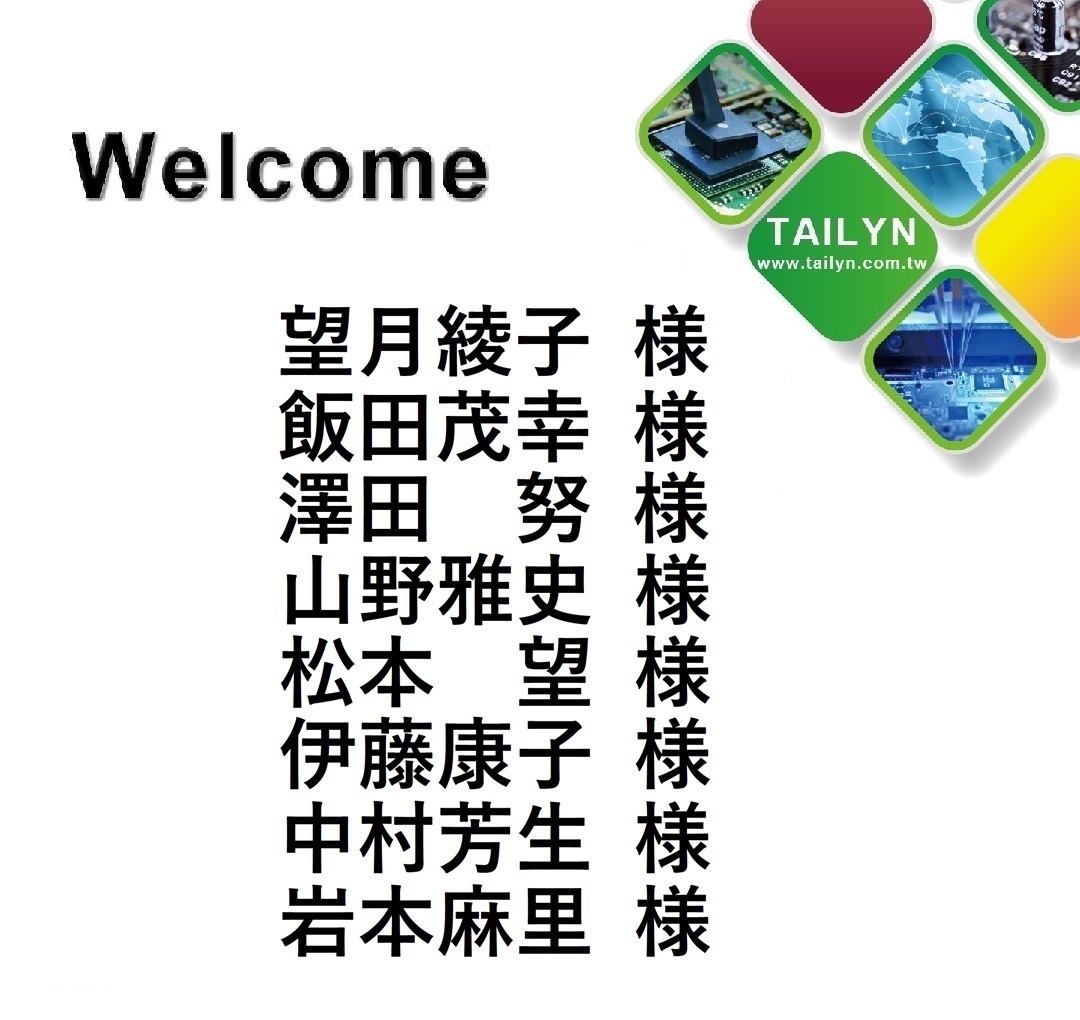 Welcome
TAILYN
www.tailyn.com.tw
望月綾子 様
飯田茂幸 様
澤田　努 様
山野雅史 様
松本　望 様
伊藤康子 様
中村芳生 様
岩本麻里 様